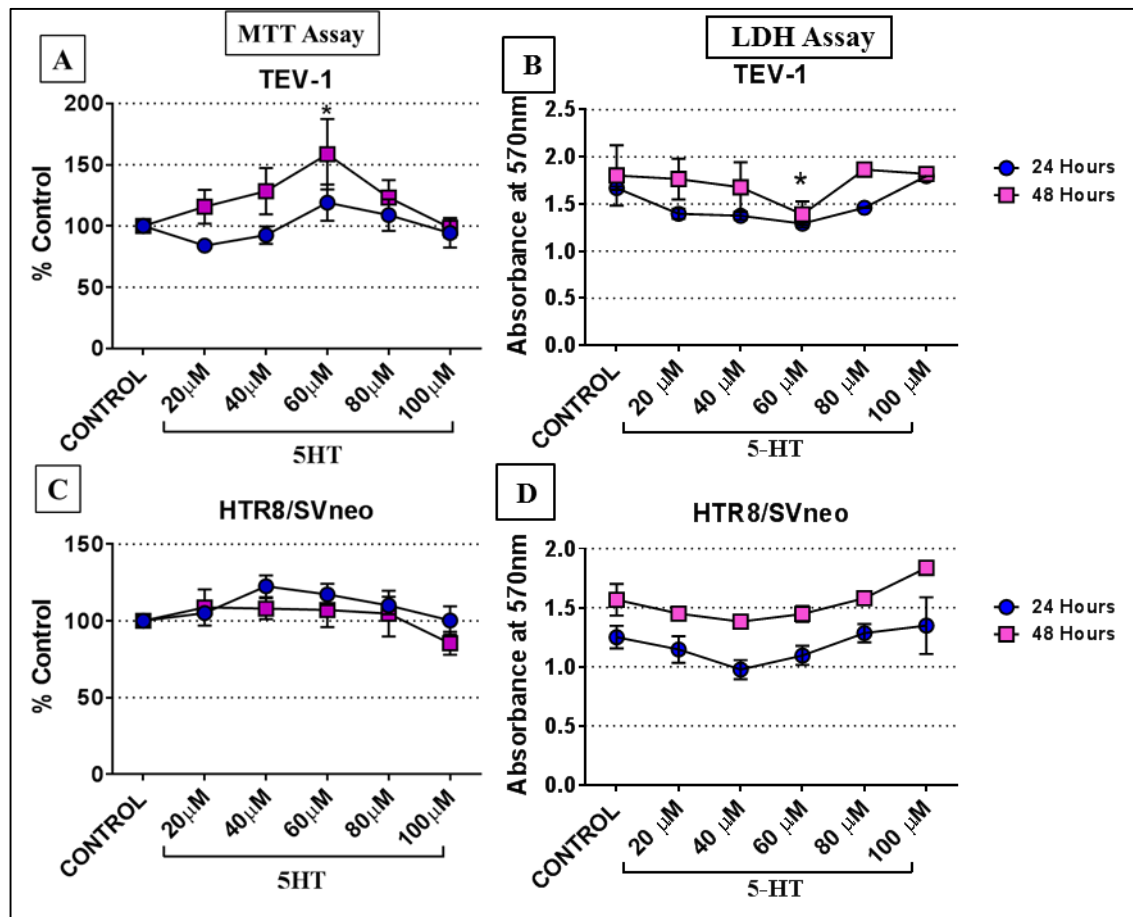 MTT Assay
LDH Assay
A
TEV-1
% Control
200
150
100
50
0
*
CONTROL
20μM
40μM
60μM
80μM
100μM
5HT
B
TEV-1
Absorbance at 570nm
2.5
2.0
1.5
1.0
0.5
0.0
*
CONTROL
20 μM
40 μM
60 μM
80 μM
100 μM
5-HT
24 Hours
48 Hours
C
HTR8/SVneo
% Control
150
100
50
0
CONTROL
20μM
40μM
60μM
80μM
100μM
5HT
D
HTR8/SVneo
Absorbance at 570nm
2.0
1.5
1.0
0.5
0.0
CONTROL
20 μM
40 μM
60 μM
80 μM
100 μM
5-HT
24 Hours
48 Hours